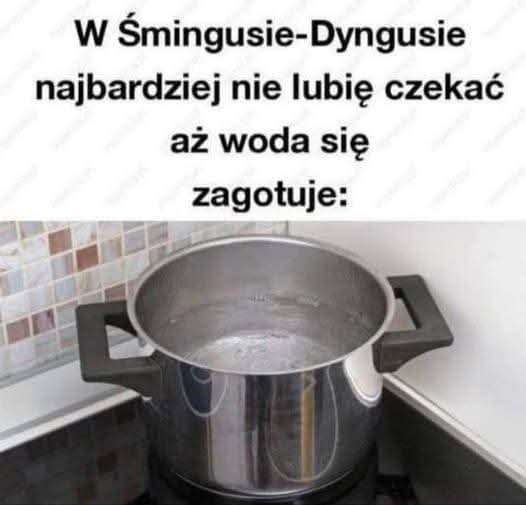 W Śmingusie-Dyngusie
najbardziej nie lubię czekać
aż woda się
zagotuje: